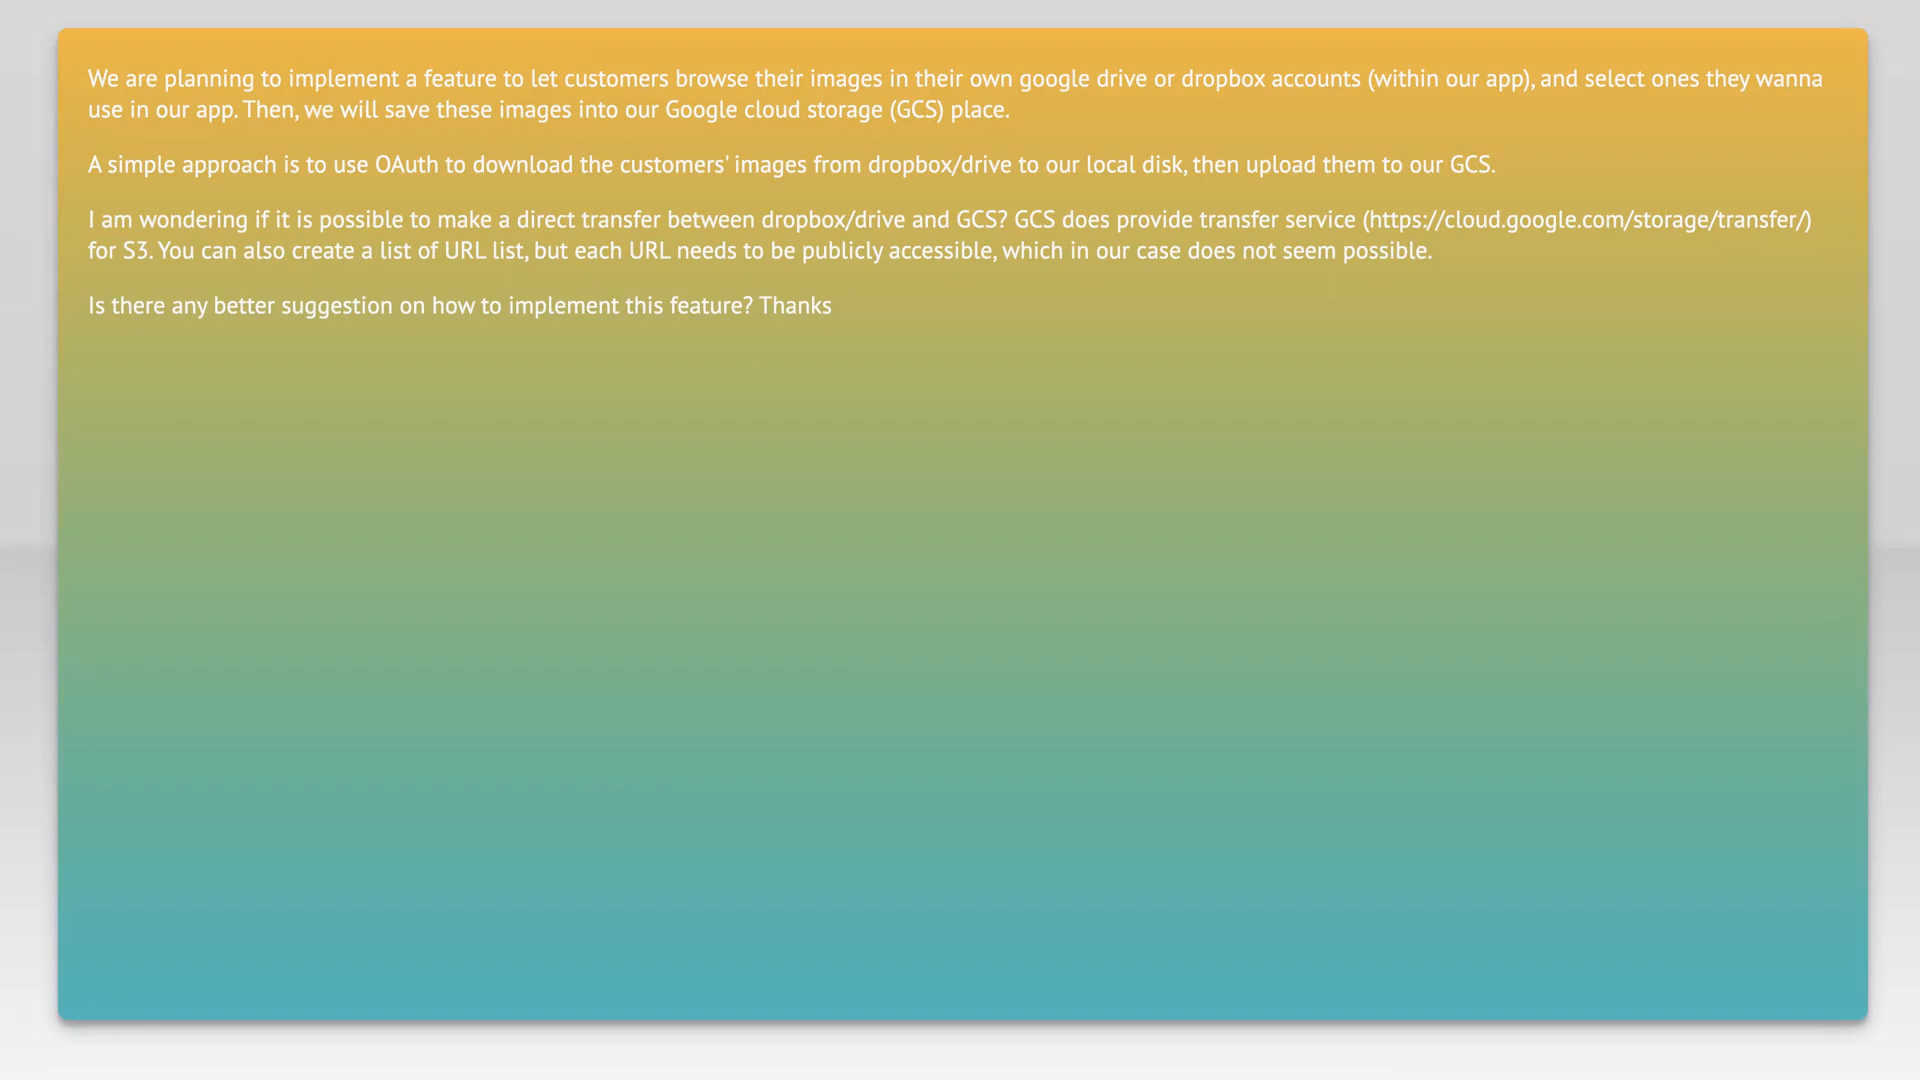 We are planning to implement a feature to let customers browse their images in their own google drive or dropbox accounts (within our app), and select ones they wanna
use in our app. Then, we will save these images into our Google cloud storage (GCS) place.
A simple approach is to use OAuth to download the customers' images from dropbox/drive to our local disk, then upload them to our GCS.
I am wondering if it is possible to make a direct transfer between dropbox/drive and GCS? GCS does provide transfer service (https://cloud.google.com/storage/transfer/)
for S3. You can also create a list of URL list, but each URL needs to be publicly accessible, which in our case does not seem possible.
Is there any better suggestion on how to implement this feature? Thanks